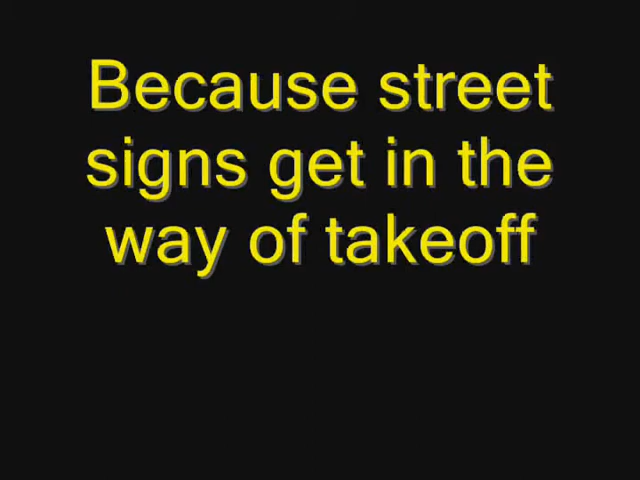 Because street
signs get in the
way of takeoff